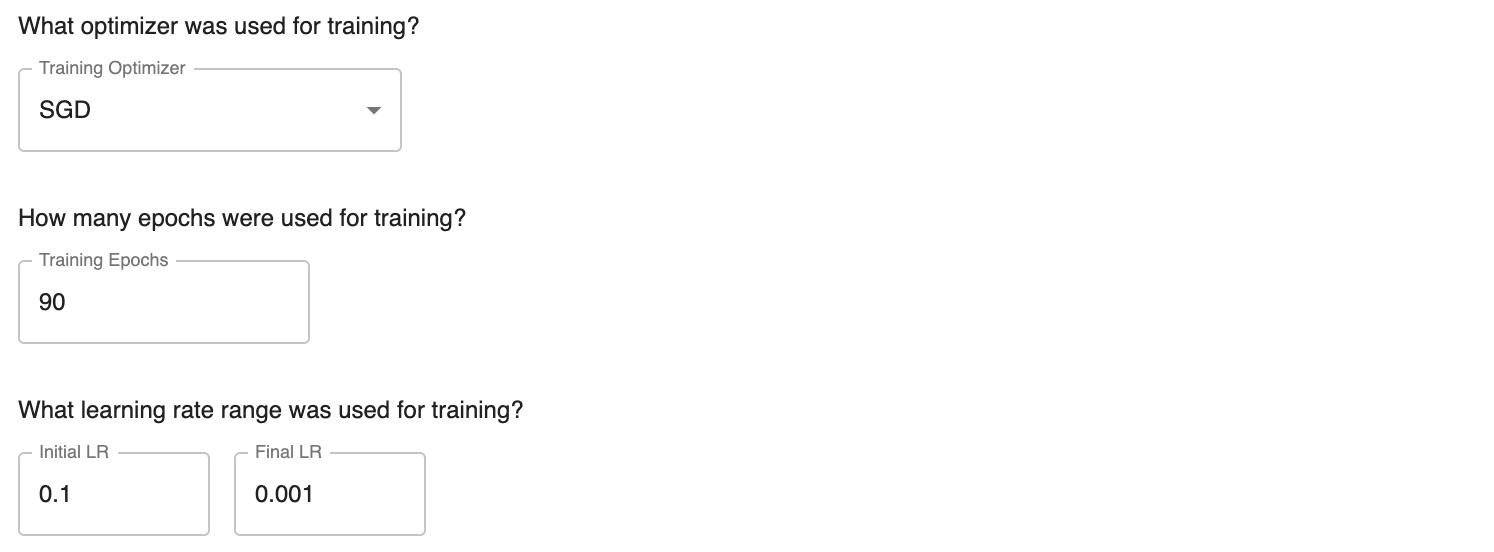 What optimizer was used for training?
Training Optimizer
SGD
How many epochs were used for training?
Training Epochs
90
What learning rate range was used for training?
Initial LR Final LR
0.1 0.001